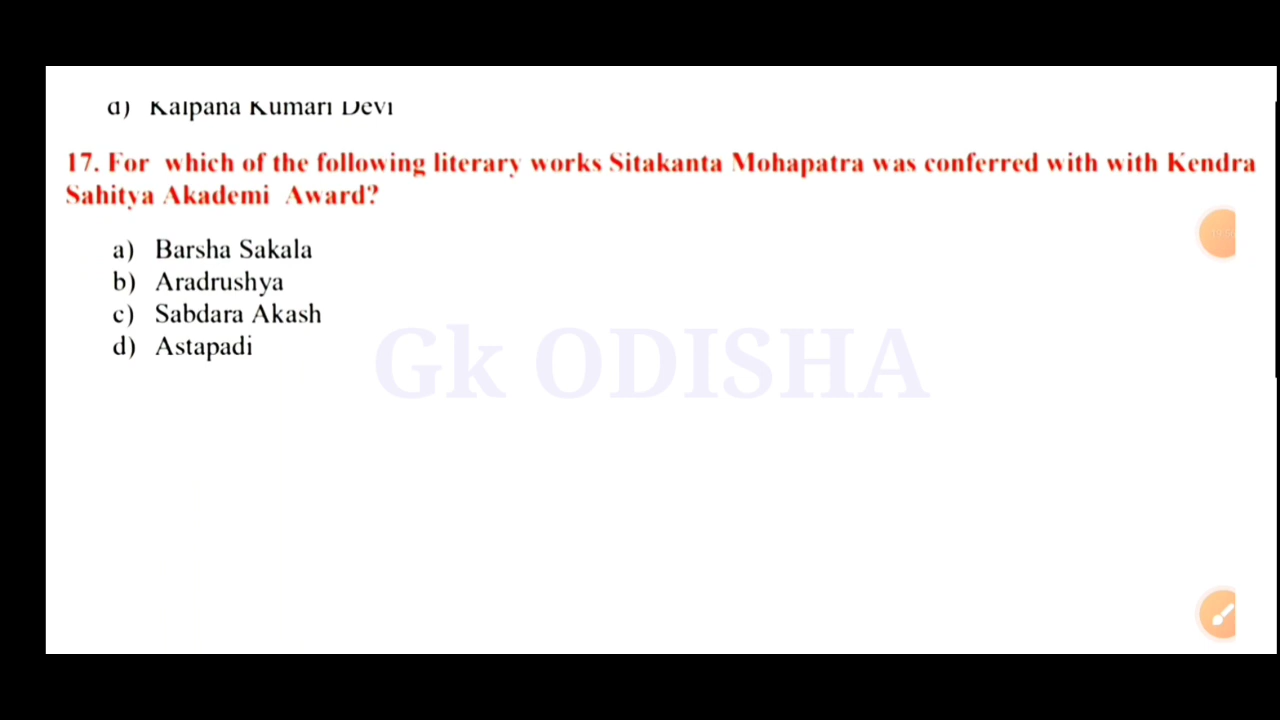 d) Kalpana Kumari Devi
17. For which of the following literary works Sitakanta Mohapatra was conferred with with Kendra
Sahitya Akademi Award?
a) Barsha Sakala
b) Aradrushya
c) Sabdara Akash
d) Astapadi
Gk ODISHA